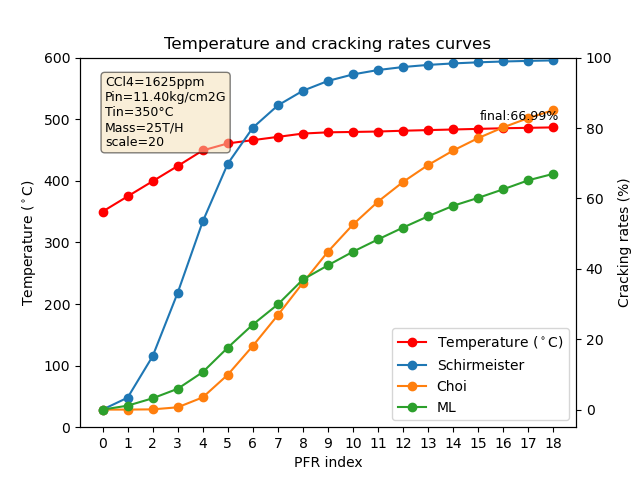 Temperature and cracking rates curves
CCl4=1625ppm
Pin=11.40kg/cm2G
Tin=350°C
Mass=25T/H
scale=20
final:66.99%
600
500
400
300
200
100
0
Temperature (°C)
100
80
60
40
20
0
Cracking rates (%)
Temperature (°C)
Schirmeister
Choi
ML
0 1 2 3 4 5 6 7 8 9 10 11 12 13 14 15 16 17 18
PFR index